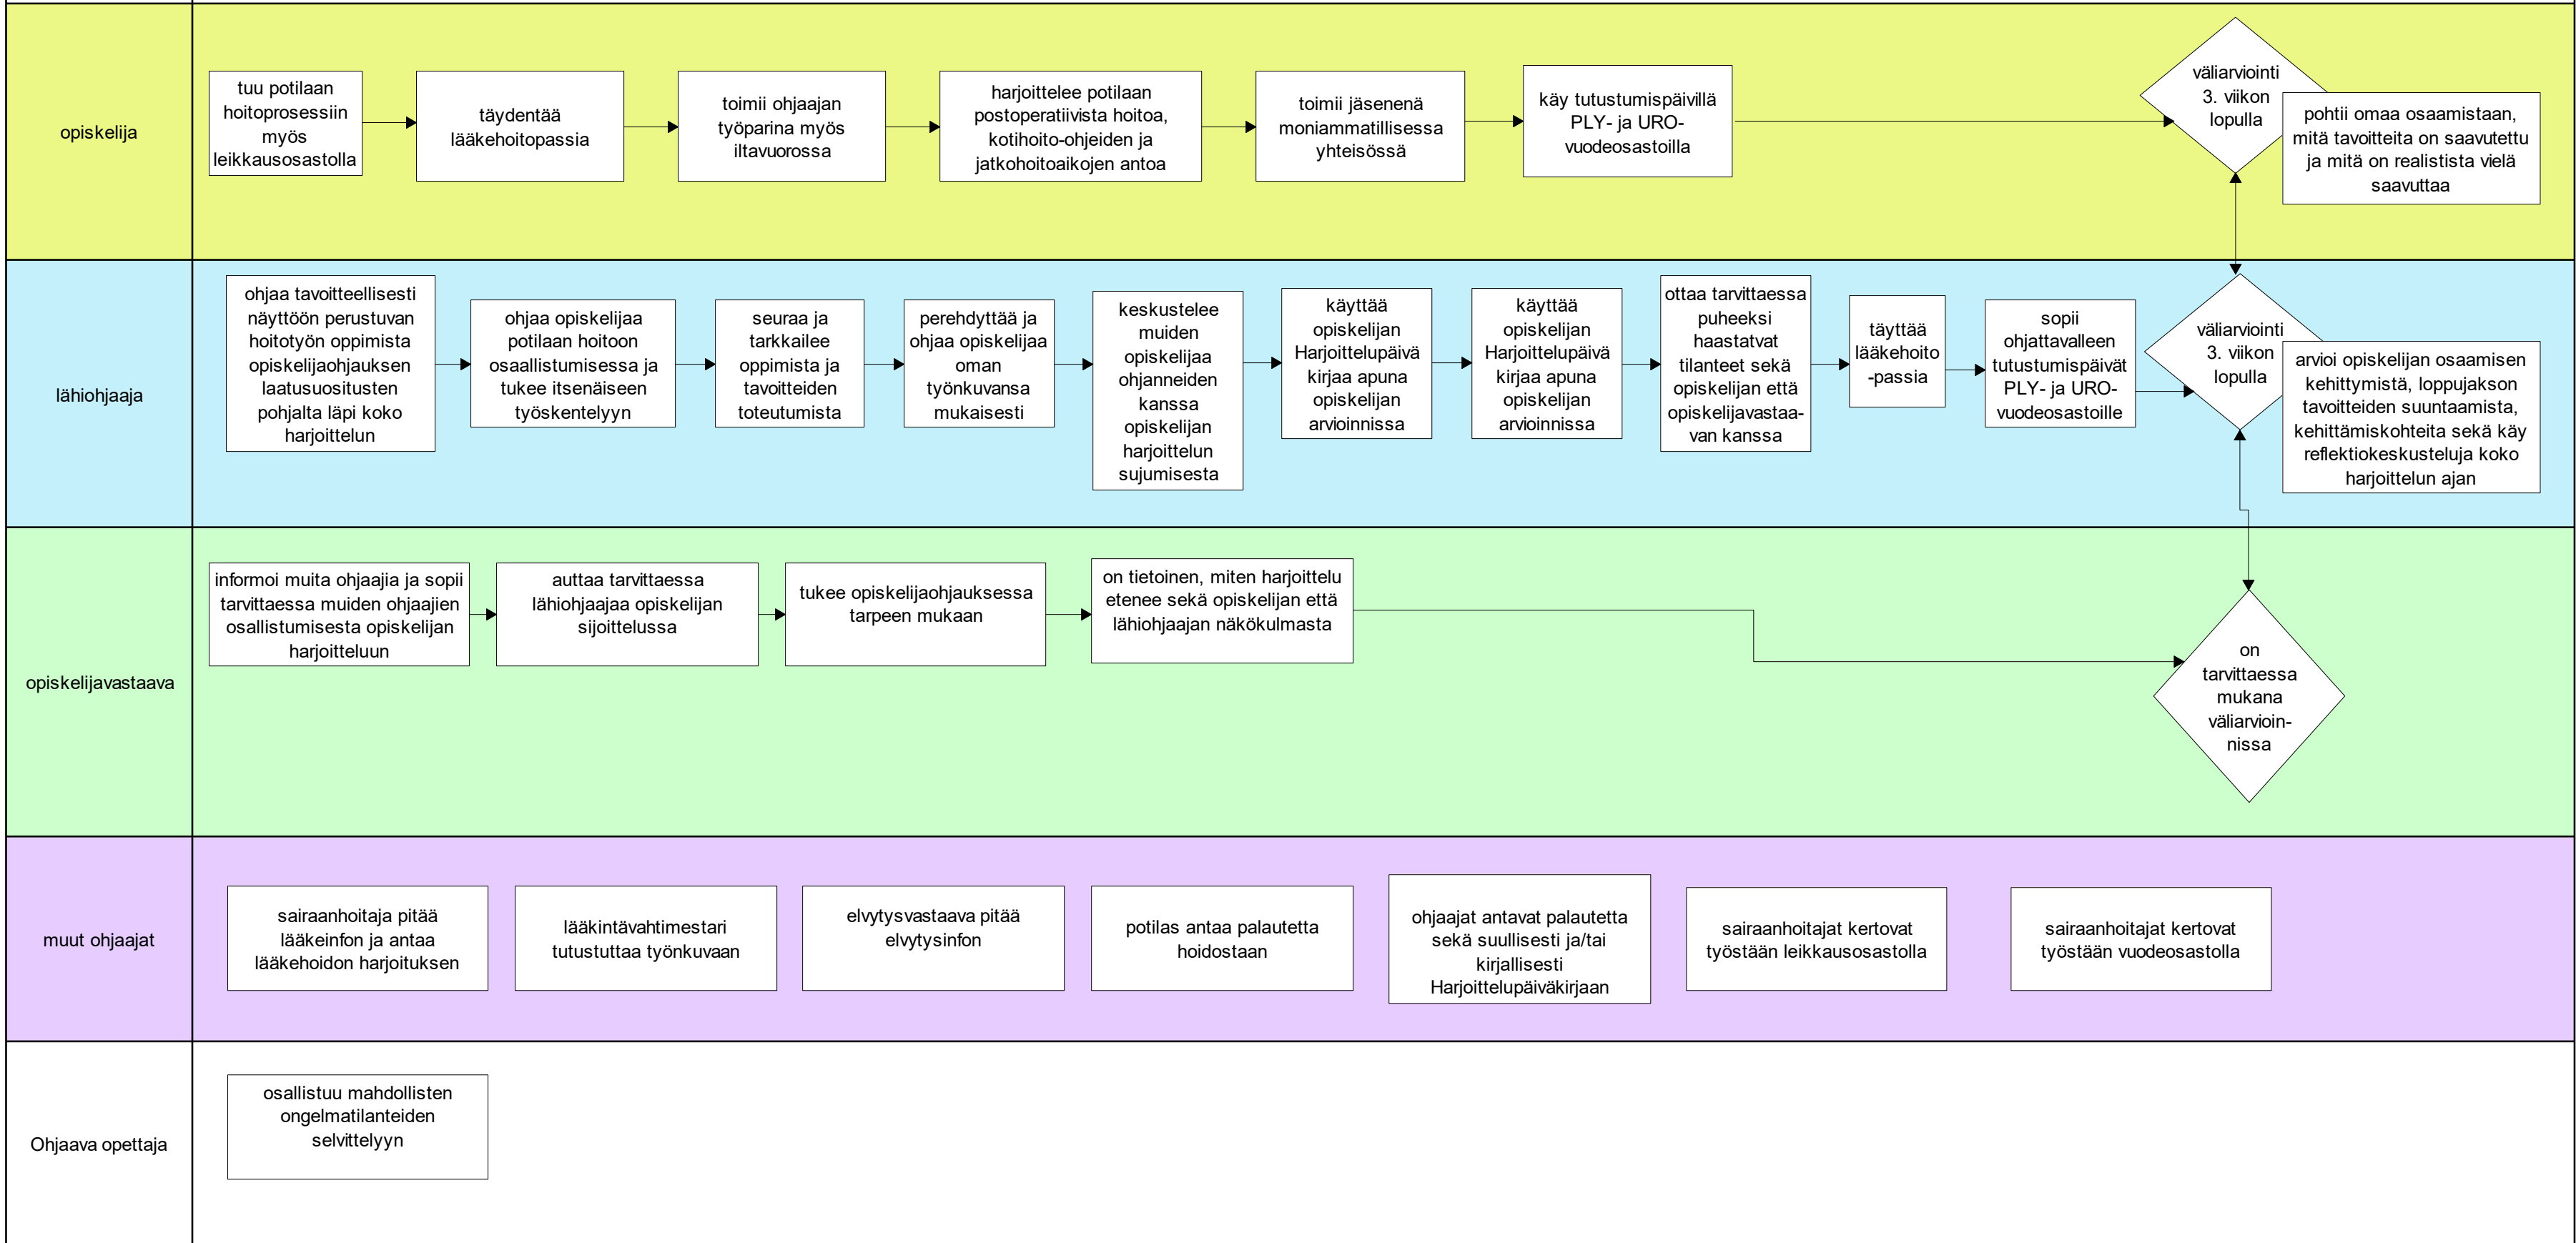 opiskelija
tuu potilaan
hoitoprosessiin
myös
leikkausosastolla
täydentää
lääkehoitopassia
toimii ohjaajan
työparina myös
iltavuorossa
harjoittelee potilaan
postoperatiivista hoitoa,
kotihoito-ohjeiden ja
jatkohoitoaikojen antoa
toimii jäsenenä
moniammatillisessa
yhteisössä
käy tutustumispäivillä
PLY- ja URO-
vuodeosastoilla
väliarviointi
3. viikon
lopulla
pohtii omaa osaamistaan,
mitä tavoitteita on saavutettu
ja mitä on realistista vielä
saavuttaa
lähiohjaaja
ohjaa tavoitteellisesti
näyttöön perustuvan
hoitotyön oppimista
opiskelijaohjauksen
laatusuositusten
pohjalta läpi koko
harjoittelun
ohjaa opiskelijaa
potilaan hoitoon
osaallistumisessa ja
tukee itsenäiseen
työskentelyyn
seuraa ja
tarkkailee
oppimista ja
tavoitteiden
toteutumista
perehdyttää ja
ohjaa opiskelijaa
oman
työnkuvansa
mukaisesti
keskustelee
muiden
opiskelijaa
ohjanneiden
kanssa
opiskelijan
harjoittelun
sujumisesta
käyttää
opiskelijan
Harjoittelupäivä
kirjaa apuna
opiskelijan
arvioinnissa
käyttää
opiskelijan
Harjoittelupäivä
kirjaa apuna
opiskelijan
arvioinnissa
ottaa tarvittaessa
puheeksi
haastatvat
tilanteet sekä
opiskelijan että
opiskelijavastaa-
van kanssa
täyttää
lääkehoito
-passia
sopii
ohjattavalleen
tutustumispäivät
PLY- ja URO-
vuodeosastoille
väliarviointi
3. viikon
lopulla
arvioi opiskelijan osaamisen
kehittymistä, loppujakson
tavoitteiden suuntaamista,
kehittämiskohteita sekä käy
reflektiokeskusteluja koko
harjoittelun ajan
opiskelijavastaava
informoi muita ohjaajia ja sopii
tarvittaessa muiden ohjaajien
osallistumisesta opiskelijan
harjoitteluun
auttaa tarvittaessa
lähiohjaajaa opiskelijan
sijoittelussa
tukee opiskelijaohjauksessa
tarpeen mukaan
on tietoinen, miten harjoittelu
etenee sekä opiskelijan että
lähiohjaajan näkökulmasta
on
tarvittaessa
mukana
väliarvioin-
nissa
muut ohjaajat
sairaanhoitaja pitää
lääkeinfon ja antaa
lääkehoidon harjoituksen
lääkintävahtimestari
tutustuttaa työnkuvaan
elvytysvastaava pitää
elvytysinfon
potilas antaa palautetta
hoidostaan
ohjaajat antavat palautetta
sekä suullisesti ja/tai
kirjallisesti
Harjoittelupäiväkirjaan
sairaanhoitajat kertovat
työstään leikkausosastolla
sairaanhoitajat kertovat
työstään vuodeosastolla
Ohjaava opettaja
osallistuu mahdollisten
ongelmatilanteiden
selvittelyyn